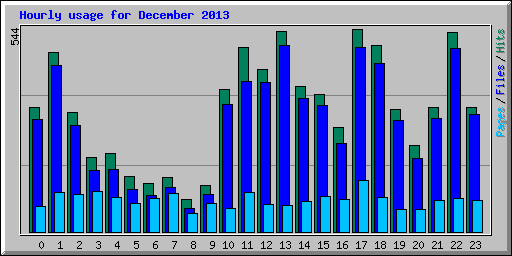 Hourly usage for December 2013
544
Pages / Files / Hits
0 1 2 3 4 5 6 7 8 9 10 11 12 13 14 15 16 17 18 19 20 21 22 23